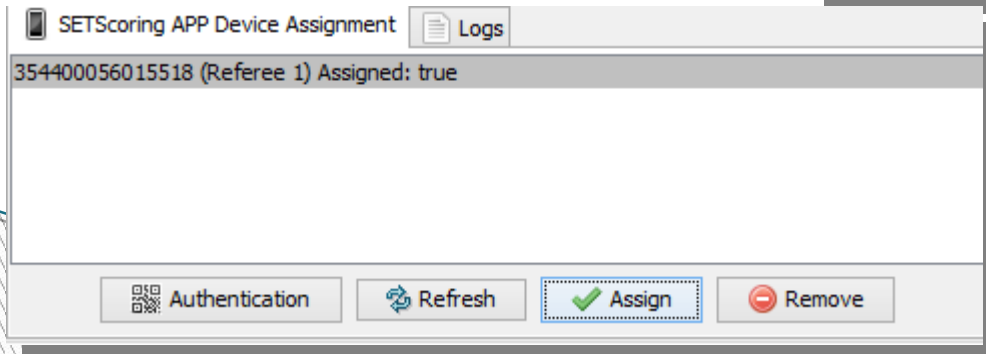 SETScoring APP Device Assignment Logs
354400056015518 (Referee 1) Assigned: true
Authentication Refresh Assign Remove